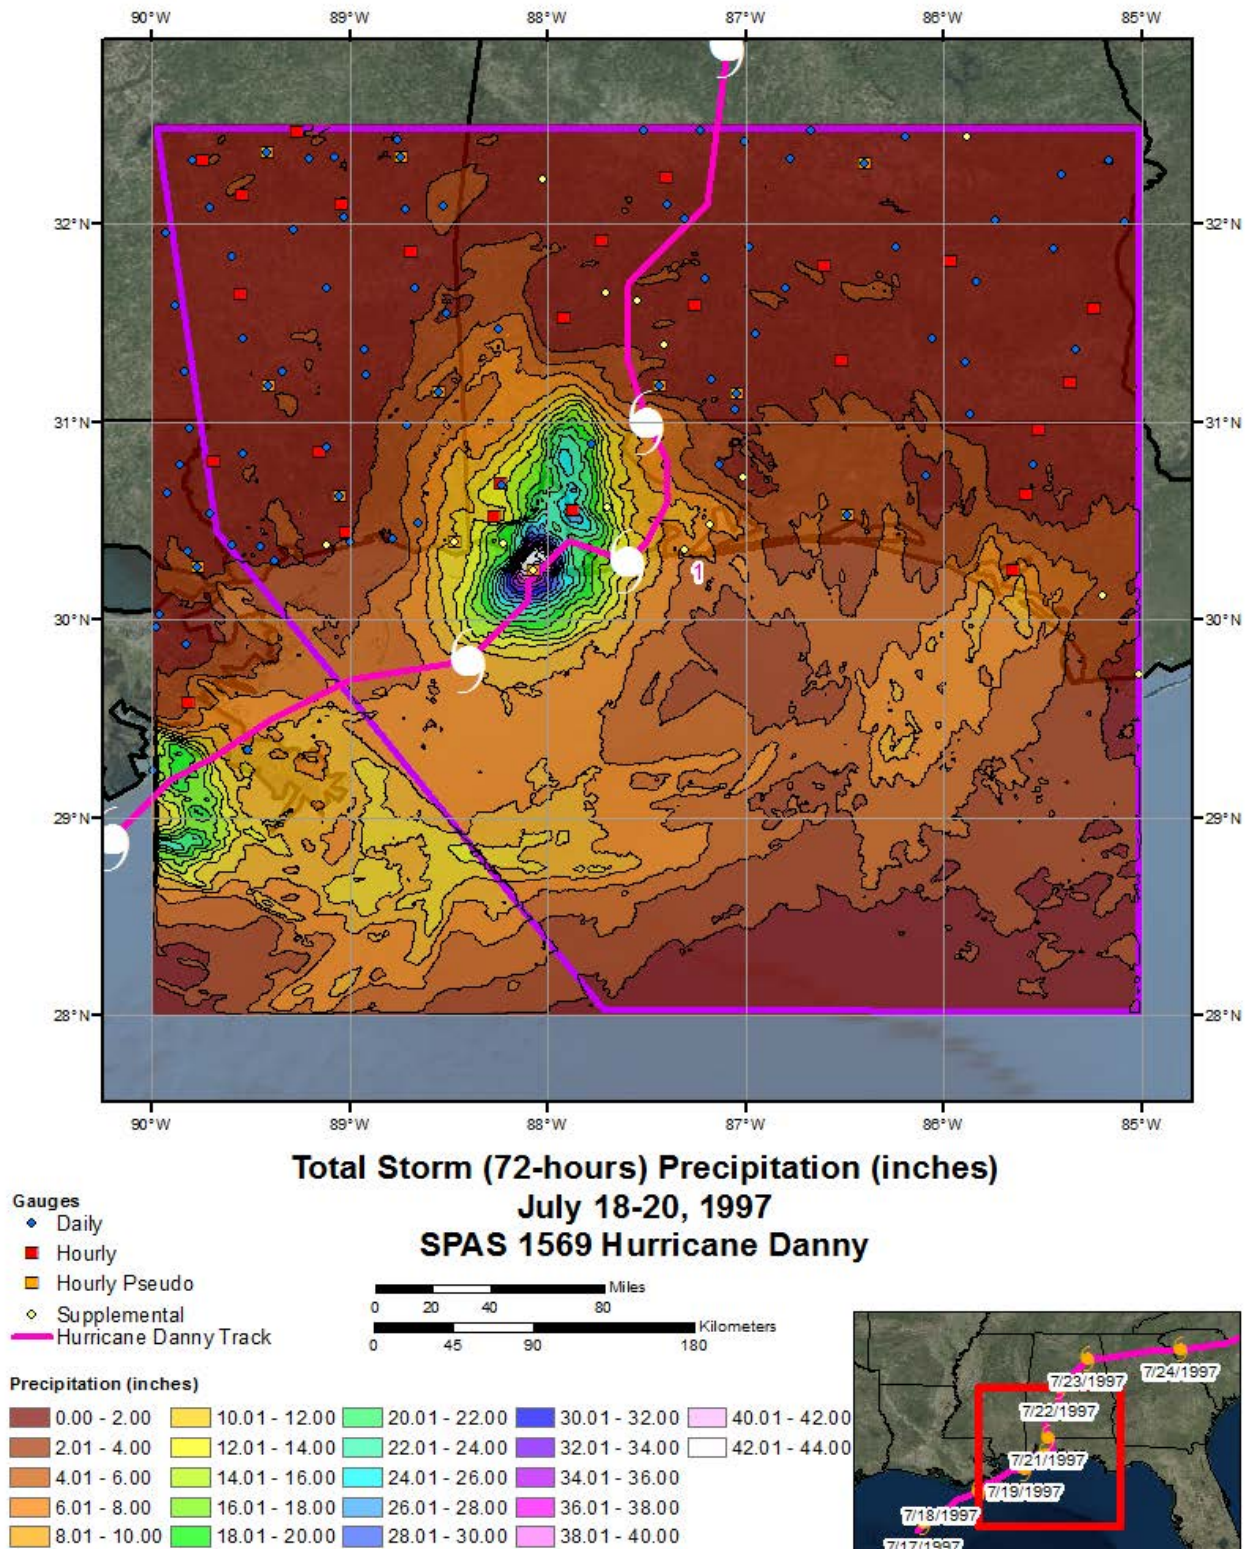 90°W 89°W 88°W 87°W 86°W 85°W
32°N 32°N
31°N 31°N
1
30°N 30°N
29°N 29°N
28°N 28°N
90°W 89°W 88°W 87°W 86°W 85°W
Total Storm (72-hours) Precipitation (inches)
July 18-20, 1997
SPAS 1569 Hurricane Danny
Gauges
Daily
Hourly
Hourly Pseudo
Supplemental
Hurricane Danny Track
Miles
0 20 40 80
Kilometers
0 45 90 180
Precipitation (inches)
0.00 - 2.00 10.01 - 12.00 20.01 - 22.00 30.01 - 32.00 40.01 - 42.00
2.01 - 4.00 12.01 - 14.00 22.01 - 24.00 32.01 - 34.00 42.01 - 44.00
4.01 - 6.00 14.01 - 16.00 24.01 - 26.00 34.01 - 36.00
6.01 - 8.00 16.01 - 18.00 26.01 - 28.00 36.01 - 38.00
8.01 - 10.00 18.01 - 20.00 28.01 - 30.00 38.01 - 40.00
7/24/1997
7/23/1997
7/22/1997
7/21/1997
7/19/1997
7/18/1997
7/17/1997